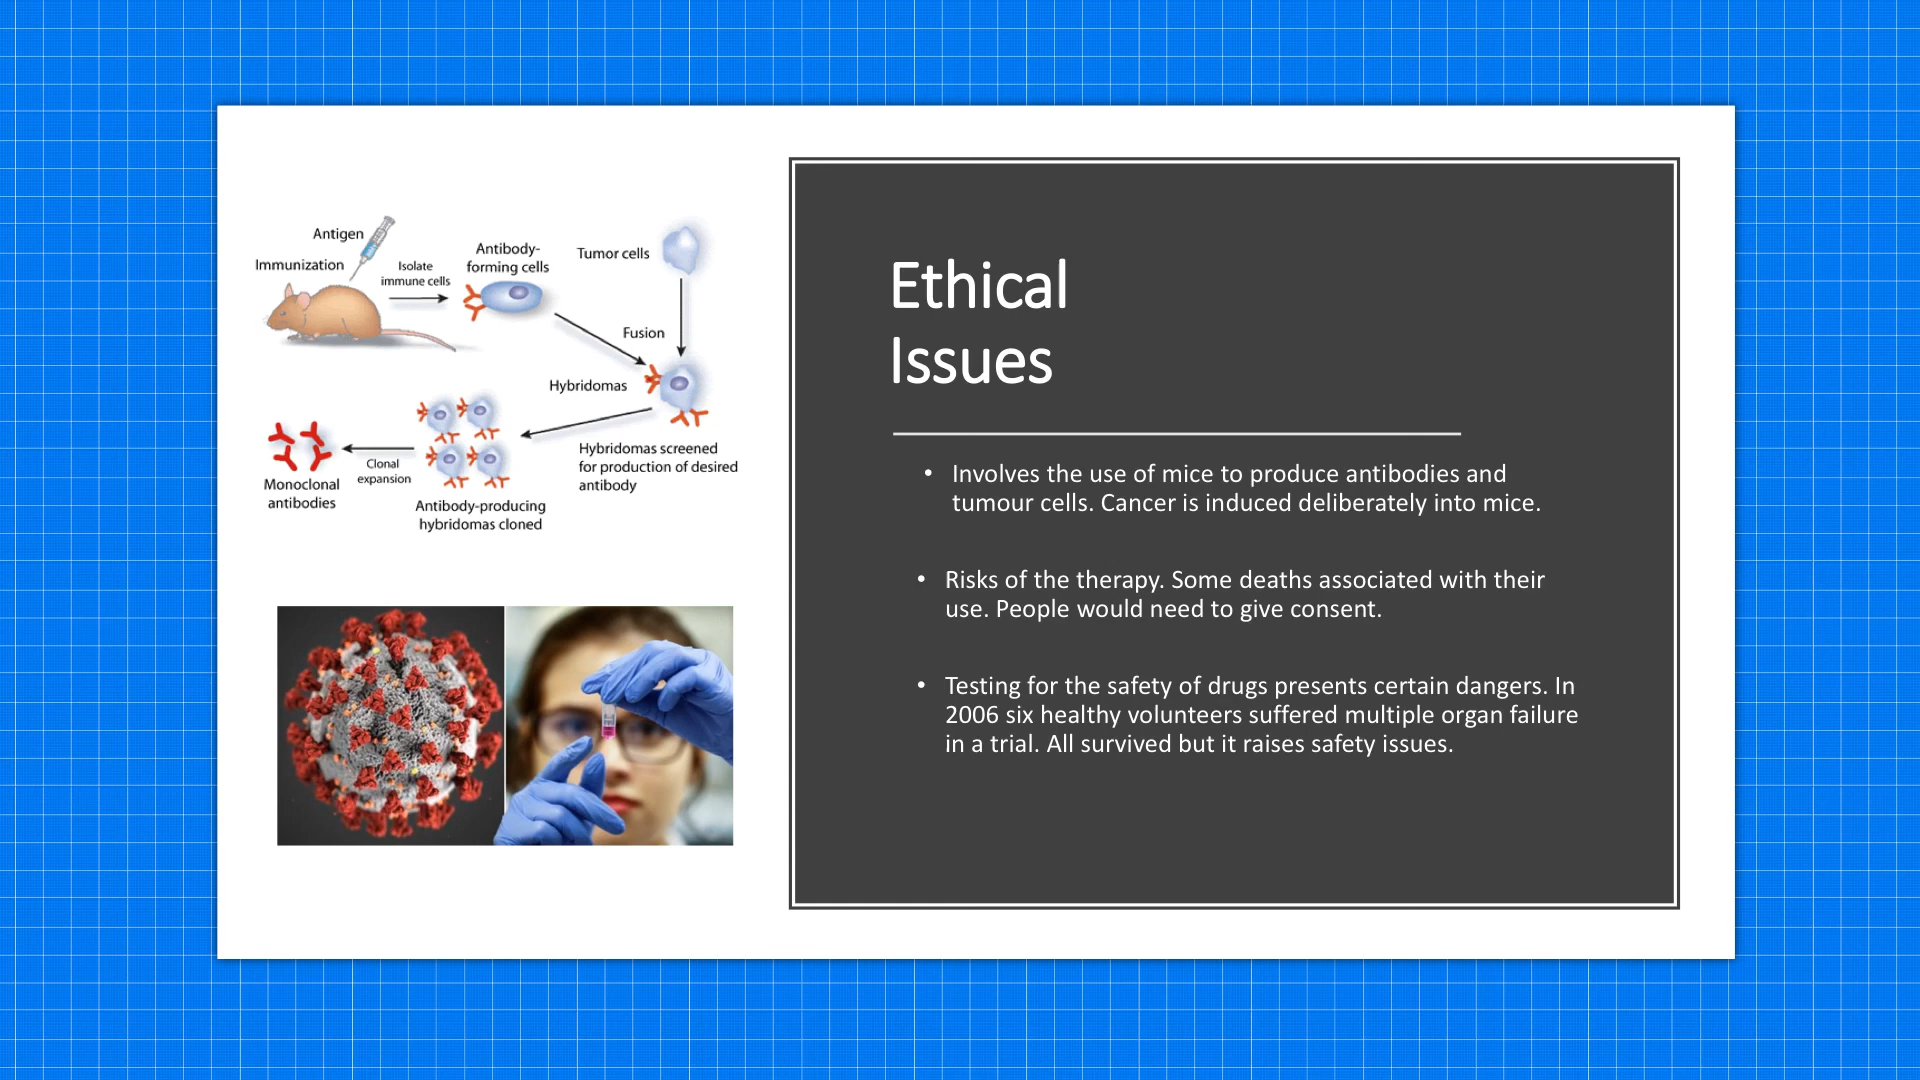 Antigen
Immunization
Isolate
immune cells
Antibody-
forming cells
Tumor cells
Fusion
Hybridomas
Hybridomas screened
for production of desired
antibody
Antibody-producing
hybridomas cloned
Clonal
expansion
Monoclonal
antibodies
Ethical
Issues
• Involves the use of mice to produce antibodies and
tumour cells. Cancer is induced deliberately into mice.
• Risks of the therapy. Some deaths associated with their
use. People would need to give consent.
• Testing for the safety of drugs presents certain dangers. In
2006 six healthy volunteers suffered multiple organ failure
in a trial. All survived but it raises safety issues.